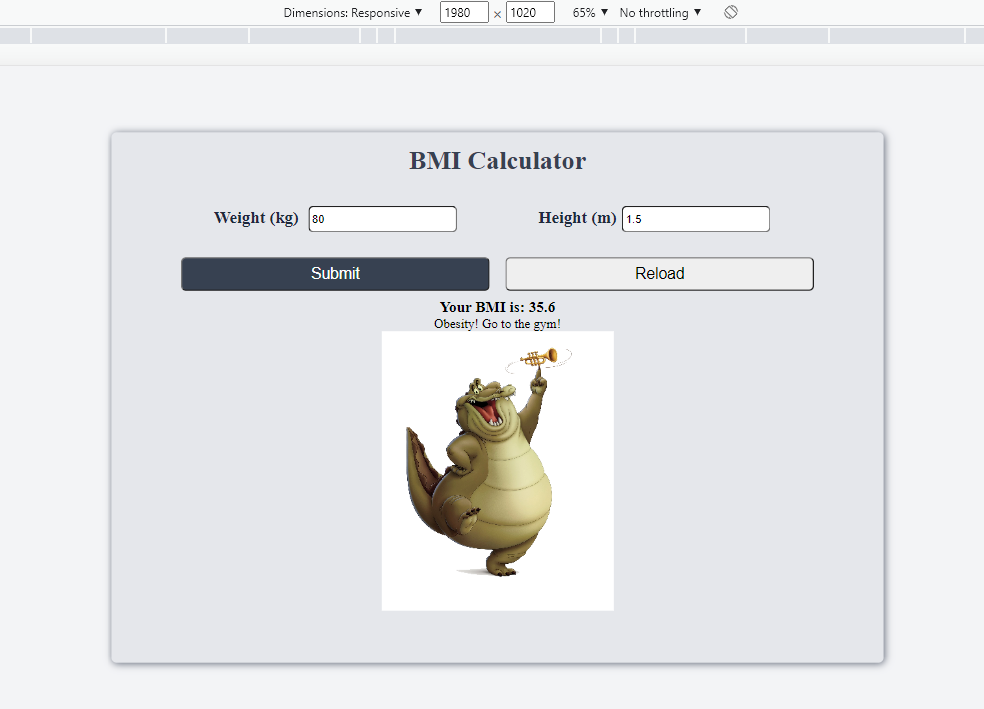 Dimensions: Responsive ▼ 1980 × 1020 65% ▼ No throttling ▼
BMI Calculator
Weight (kg) 80 Height (m) 1.5
Submit Reload
Your BMI is: 35.6
Obesity! Go to the gym!